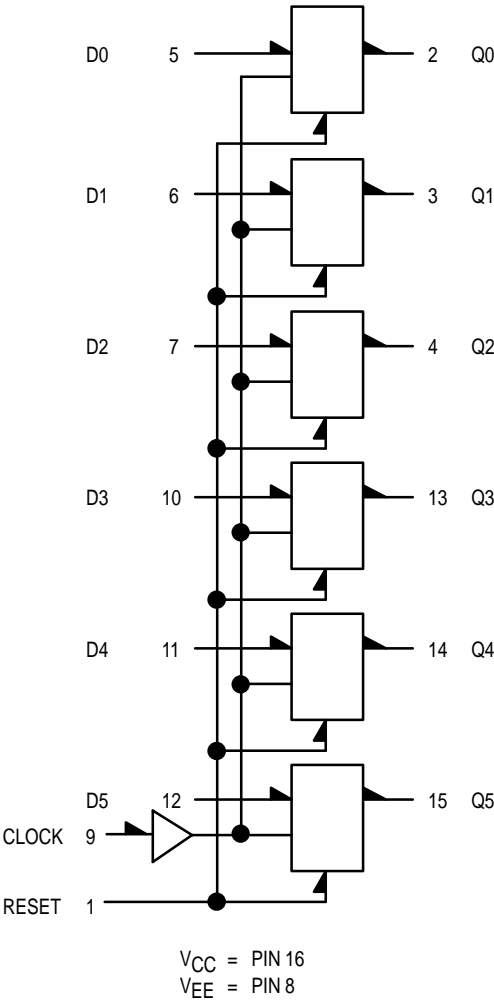 D0 5 2 Q0
D1 6 3 Q1
D2 7 4 Q2
D3 10 13 Q3
D4 11 14 Q4
D5 12 15 Q5
CLOCK 9
RESET 1
VCC = PIN 16
VEE = PIN 8